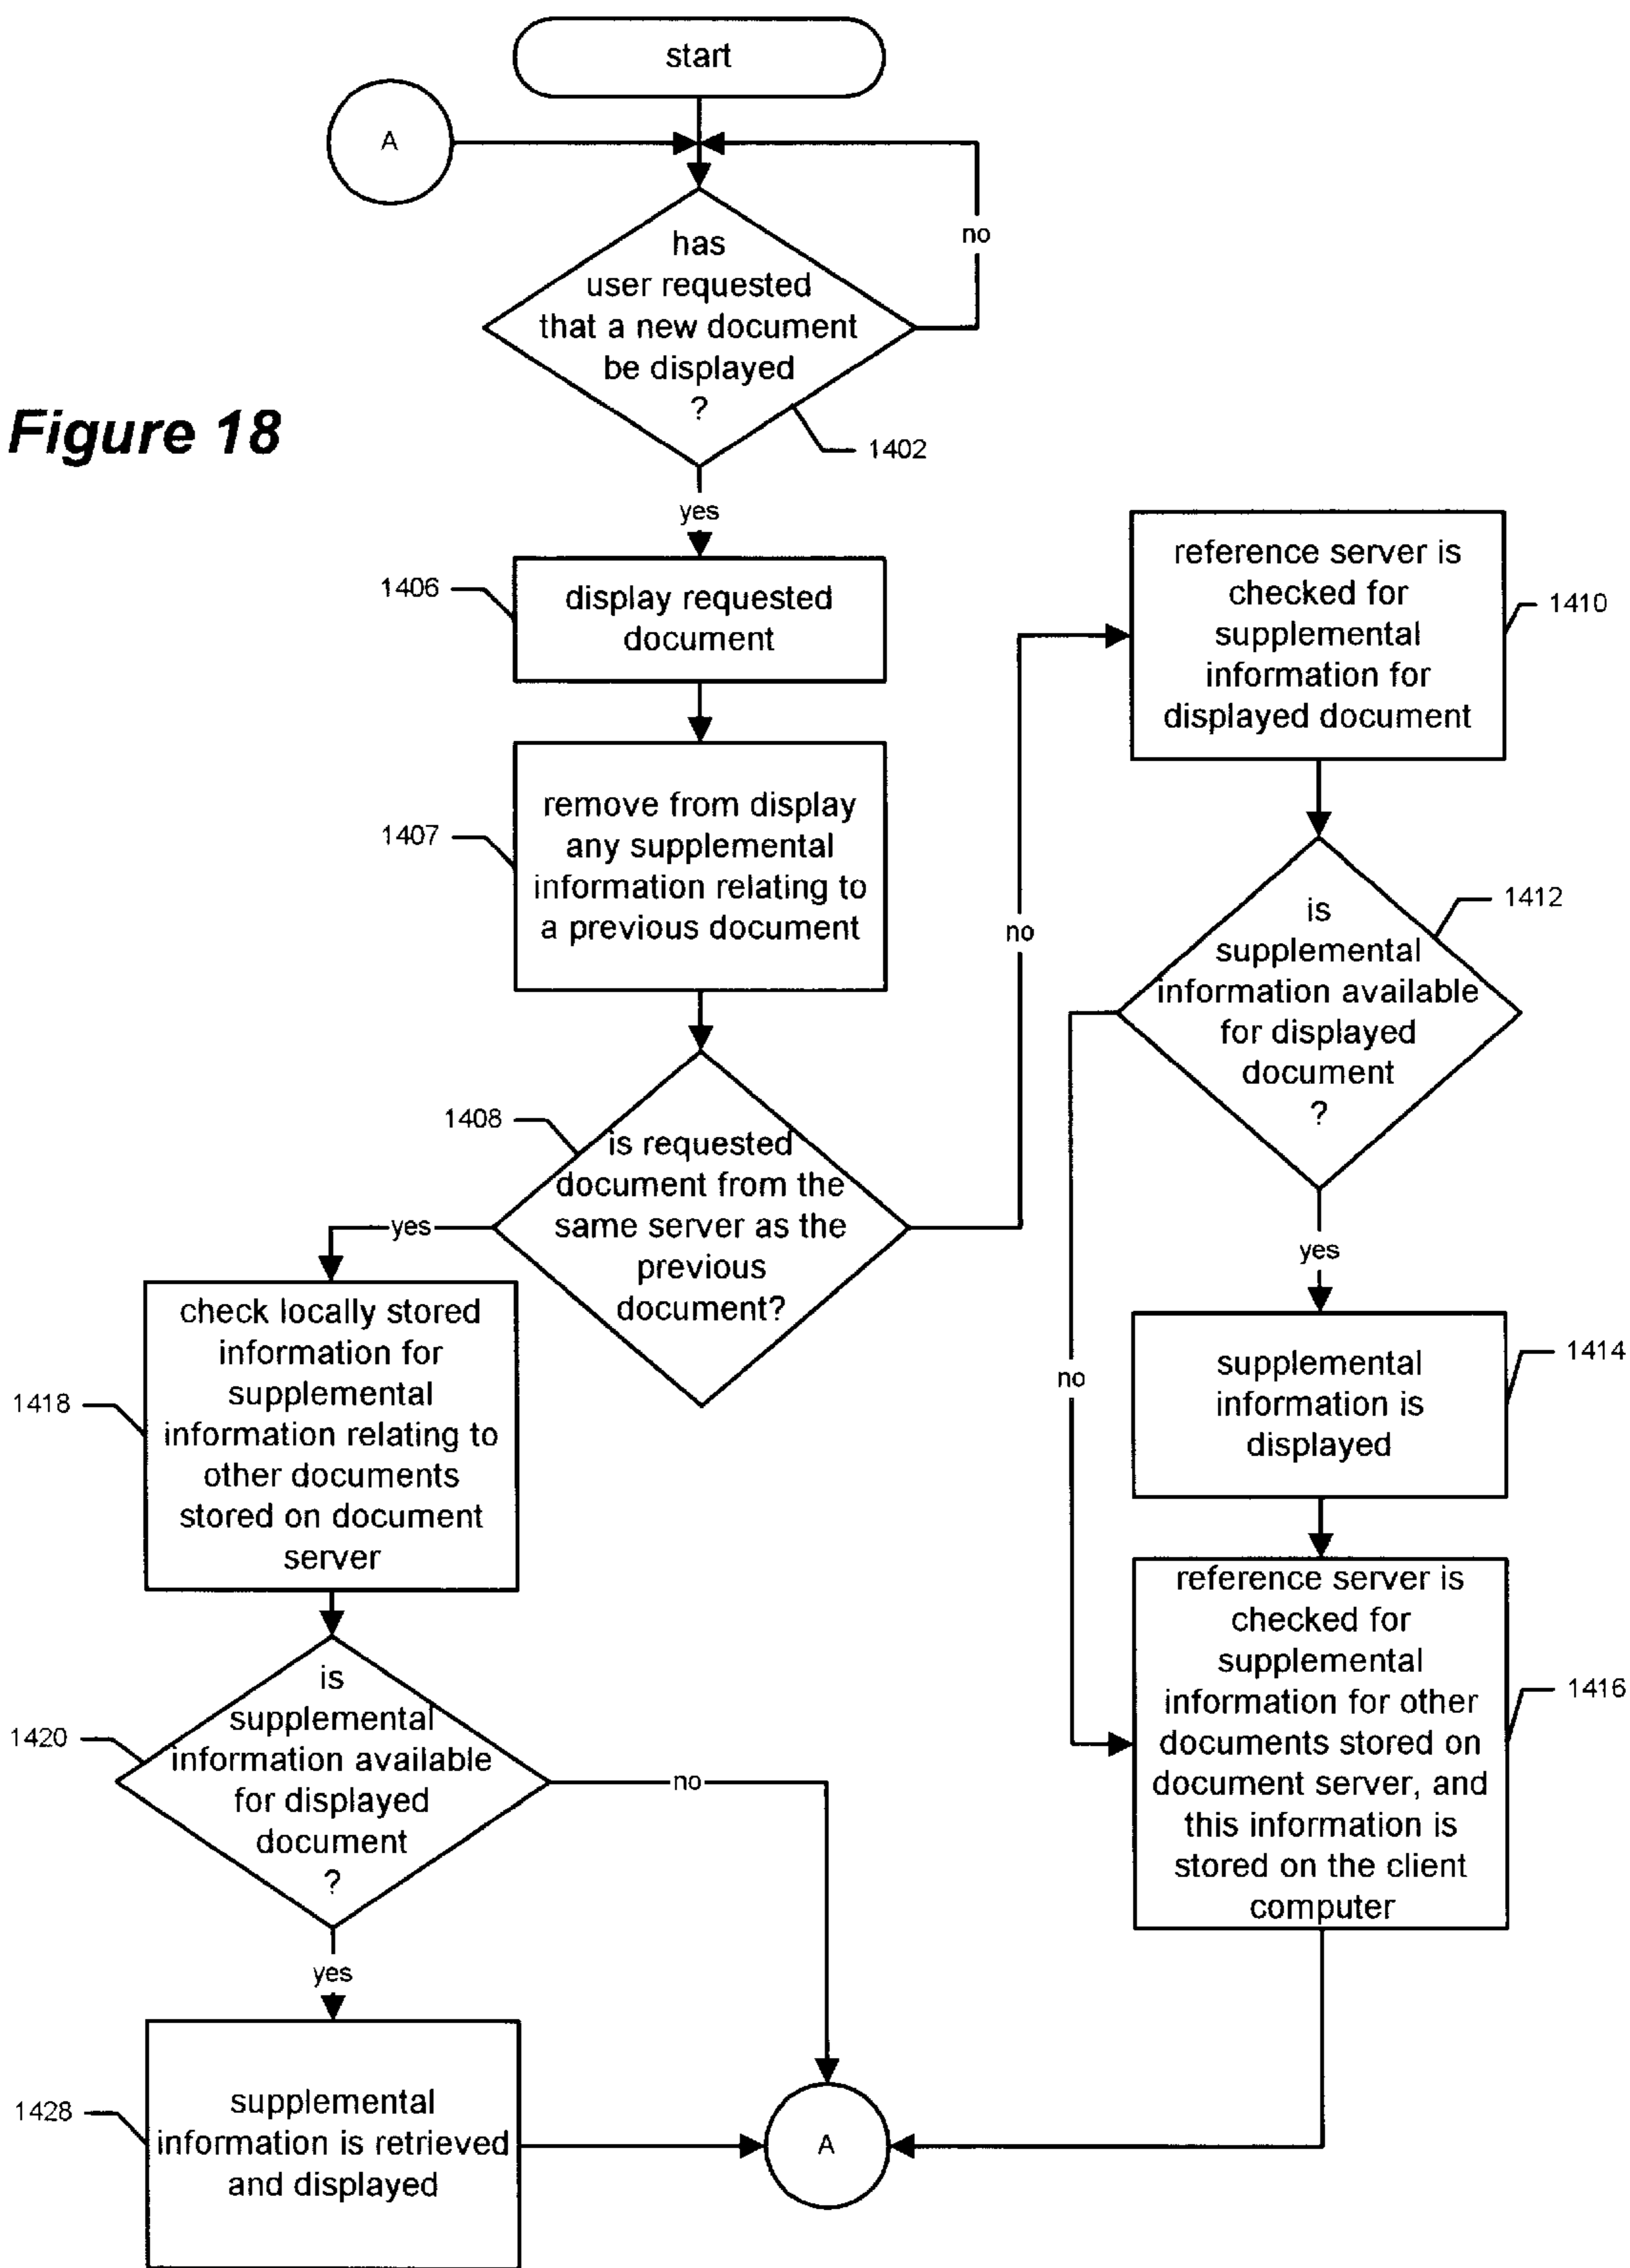 start
A
no
has
user requested
that a new document
be displayed
?
Figure 18
1402
yes
1406
display requested
document
1407
remove from display
any supplemental
information relating to
a previous document
1408
is requested
document from the
same server as the
previous
document?
yes
no
reference server is
checked for
supplemental
information for
displayed document
1410
is
supplemental
information available
for displayed
document
?
1412
no
yes
supplemental
information is
displayed
1414
reference server is
checked for
supplemental
information for other
documents stored on
document server, and
this information is
stored on the client
computer
1416
1418
check locally stored
information for
supplemental
information relating to
other documents
stored on document
server
1420
is
supplemental
information available
for displayed
document
?
no
yes
1428
supplemental
information is retrieved
and displayed
A